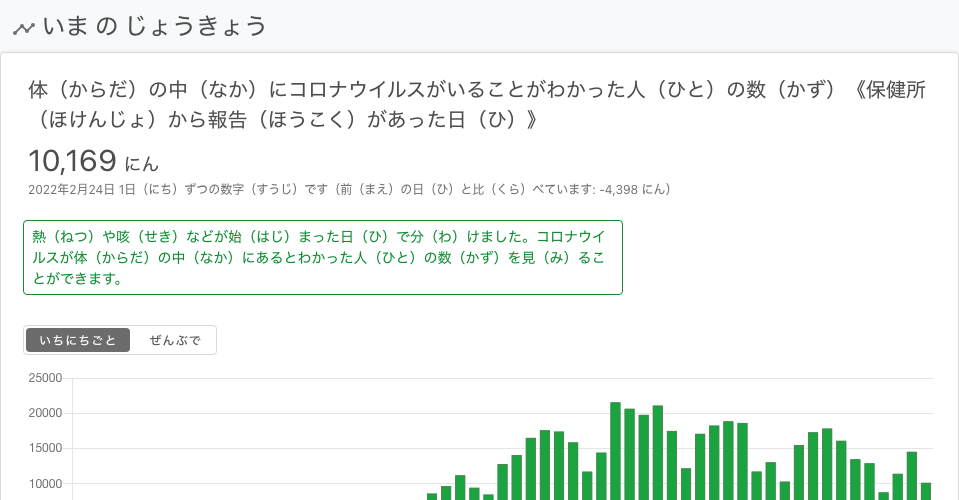 いま の じょうきょう
体（からだ）の中（なか）にコロナウイルスがいることがわかった人（ひと）の数（かず）《保健所
（ほけんじょ）から報告（ほうこく）があった日（ひ）》
10,169 にん
2022年2月24日 1日（にち）ずつの数字（すうじ）です（前（まえ）の日（ひ）と比（くら）べています: -4,398 にん）
熱（ねつ）や咳（せき）などが始（はじ）まった日（ひ）で分（わ）けました。コロナウイ
ルスが体（からだ）の中（なか）にあるとわかった人（ひと）の数（かず）を見（み）るこ
とができます。
いちにちごと ぜんぶで
25000
20000
15000
10000